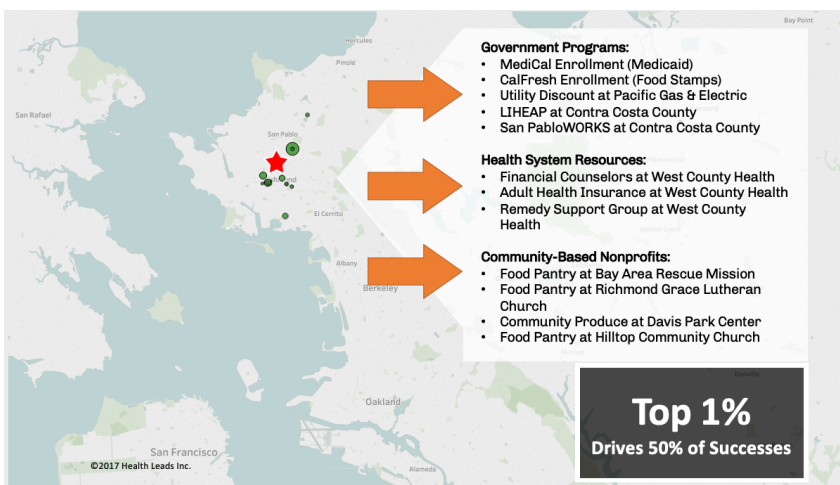 Bay Point
Hercules
Pinole
San Rafael
San Pablo
El Cerrito
Albany
Berkeley
Oakland
San Francisco
Alameda
©2017 Health Leads Inc.
Government Programs:
• MediCal Enrollment (Medicaid)
• CalFresh Enrollment (Food Stamps)
• Utility Discount at Pacific Gas & Electric
• LIHEAP at Contra Costa County
• San PabloWORKS at Contra Costa County
Health System Resources:
• Financial Counselors at West County Health
• Adult Health Insurance at West County Health
• Remedy Support Group at West County
Health
Community-Based Nonprofits:
• Food Pantry at Bay Area Rescue Mission
• Food Pantry at Richmond Grace Lutheran
Church
• Community Produce at Davis Park Center
• Food Pantry at Hilltop Community Church
Top 1%
Drives 50% of Successes